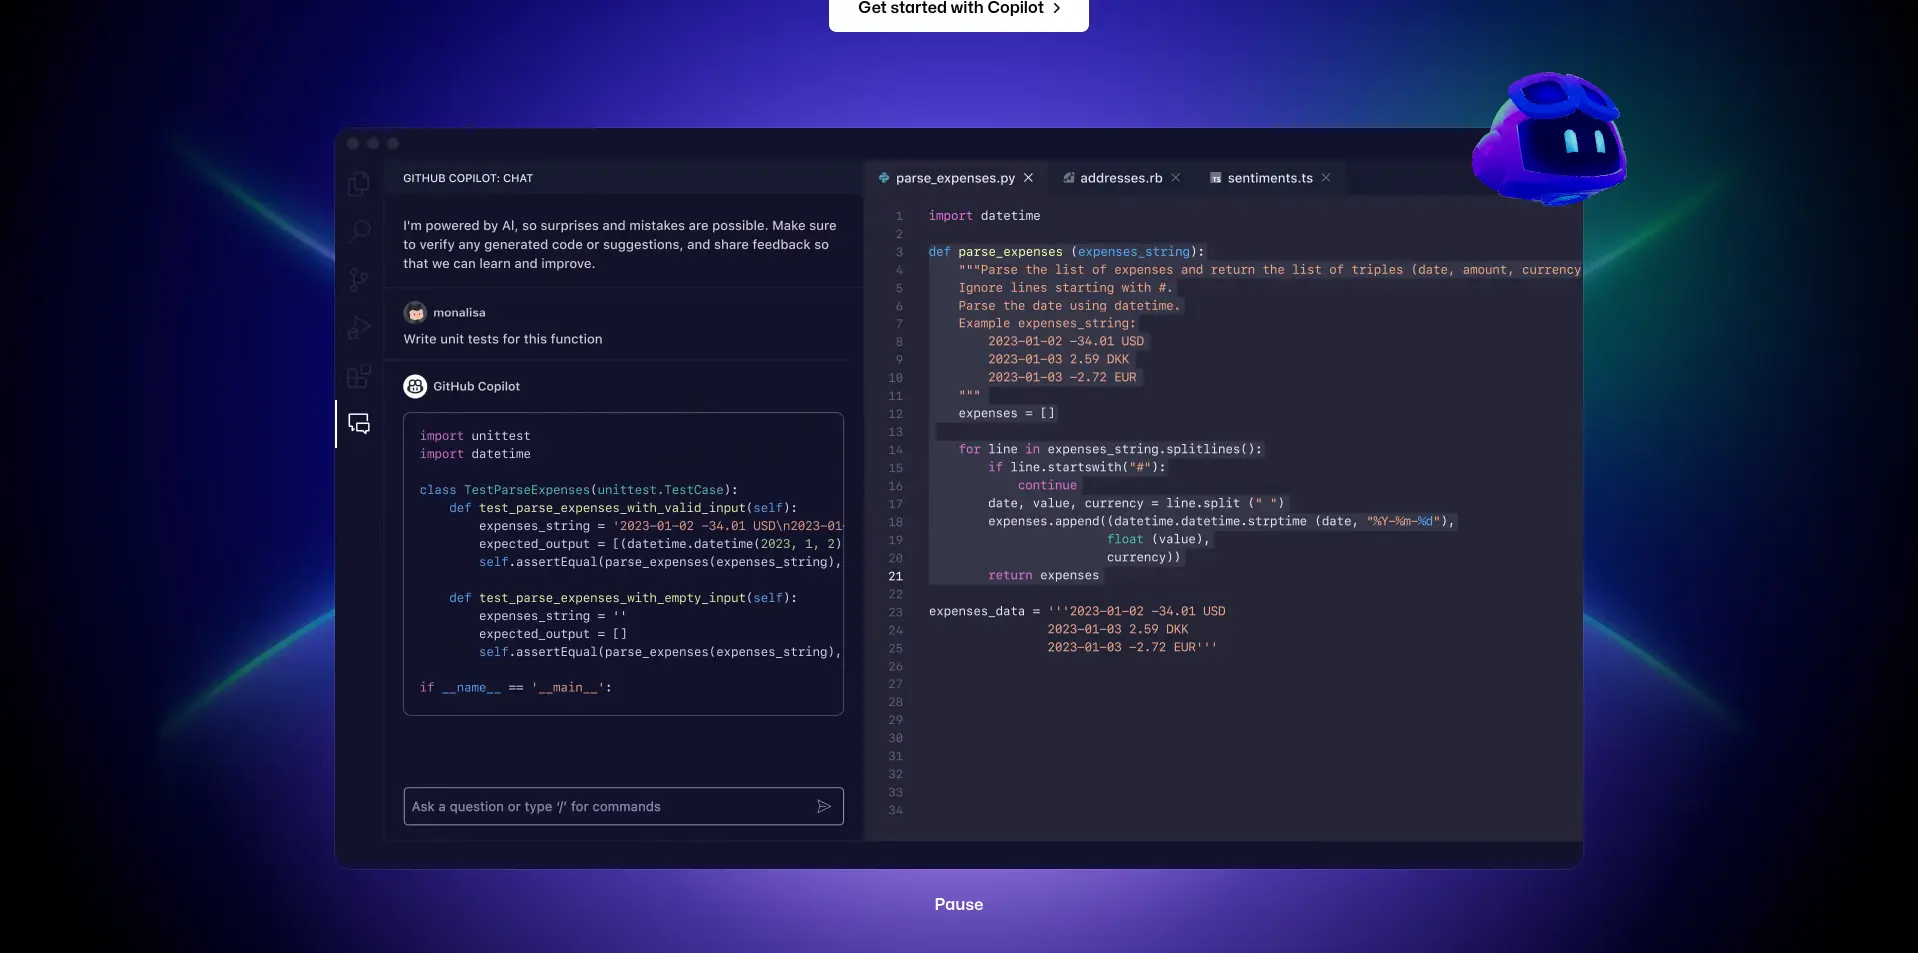 Get started with Copilot
GITHUB COPILOT: CHAT
I'm powered by AI, so surprises and mistakes are possible. Make sure
to verify any generated code or suggestions, and share feedback so
that we can learn and improve.
monalisa
Write unit tests for this function
GitHub Copilot
import unittest
import datetime
class TestParseExpenses(unittest.TestCase):
def test_parse_expenses_with_valid_input(self):
expenses_string = '2023-01-02 -34.01 USD\n2023-01-
expected_output = [(datetime.datetime(2023, 1, 2)
self.assertEqual(parse_expenses(expenses_string),
def test_parse_expenses_with_empty_input(self):
expenses_string = ''
expected_output = []
self.assertEqual(parse_expenses(expenses_string),
if __name__ == '__main__':
Ask a question or type '/' for commands
parse_expenses.py
addresses.rb
TS sentiments.ts
1 import datetime
2
3 def parse_expenses (expenses_string):
4 """Parse the list of expenses and return the list of triples (date, amount, currency
5 Ignore lines starting with #.
6 Parse the date using datetime.
7 Example expenses_string:
8 2023-01-02 -34.01 USD
9 2023-01-03 2.59 DKK
10 2023-01-03 -2.72 EUR
11 """
12 expenses = []
13
14 for line in expenses_string.splitlines():
15 if line.startswith("#"):
16 continue
17 date, value, currency = line.split (" ")
18 expenses.append((datetime.datetime.strptime (date, "%Y-%m-%d"),
19 float (value),
20 currency))
21 return expenses
22
23 expenses_data = '''2023-01-02 -34.01 USD
24 2023-01-03 2.59 DKK
25 2023-01-03 -2.72 EUR'''
26
27
28
29
30
31
32
33
34
Pause